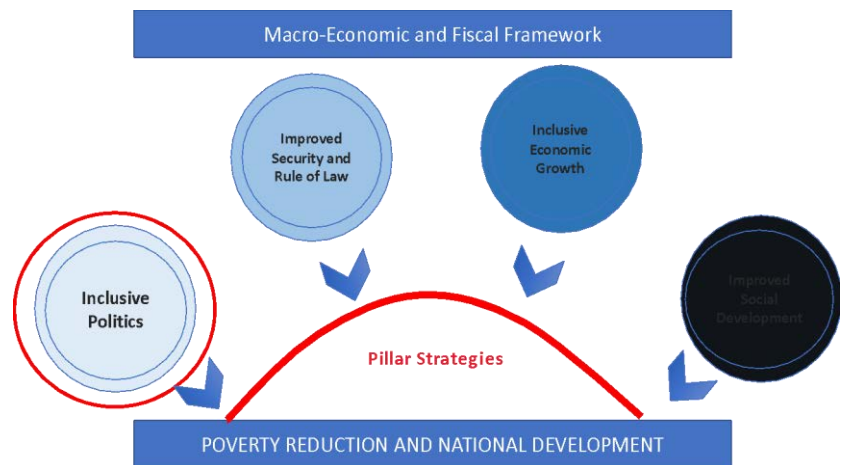 Macro-Economic and Fiscal Framework
Improved
Security and
Rule of Law
Inclusive
Economic
Growth
Inclusive
Politics
Improved
Social
Development
Pillar Strategies
POVERTY REDUCTION AND NATIONAL DEVELOPMENT